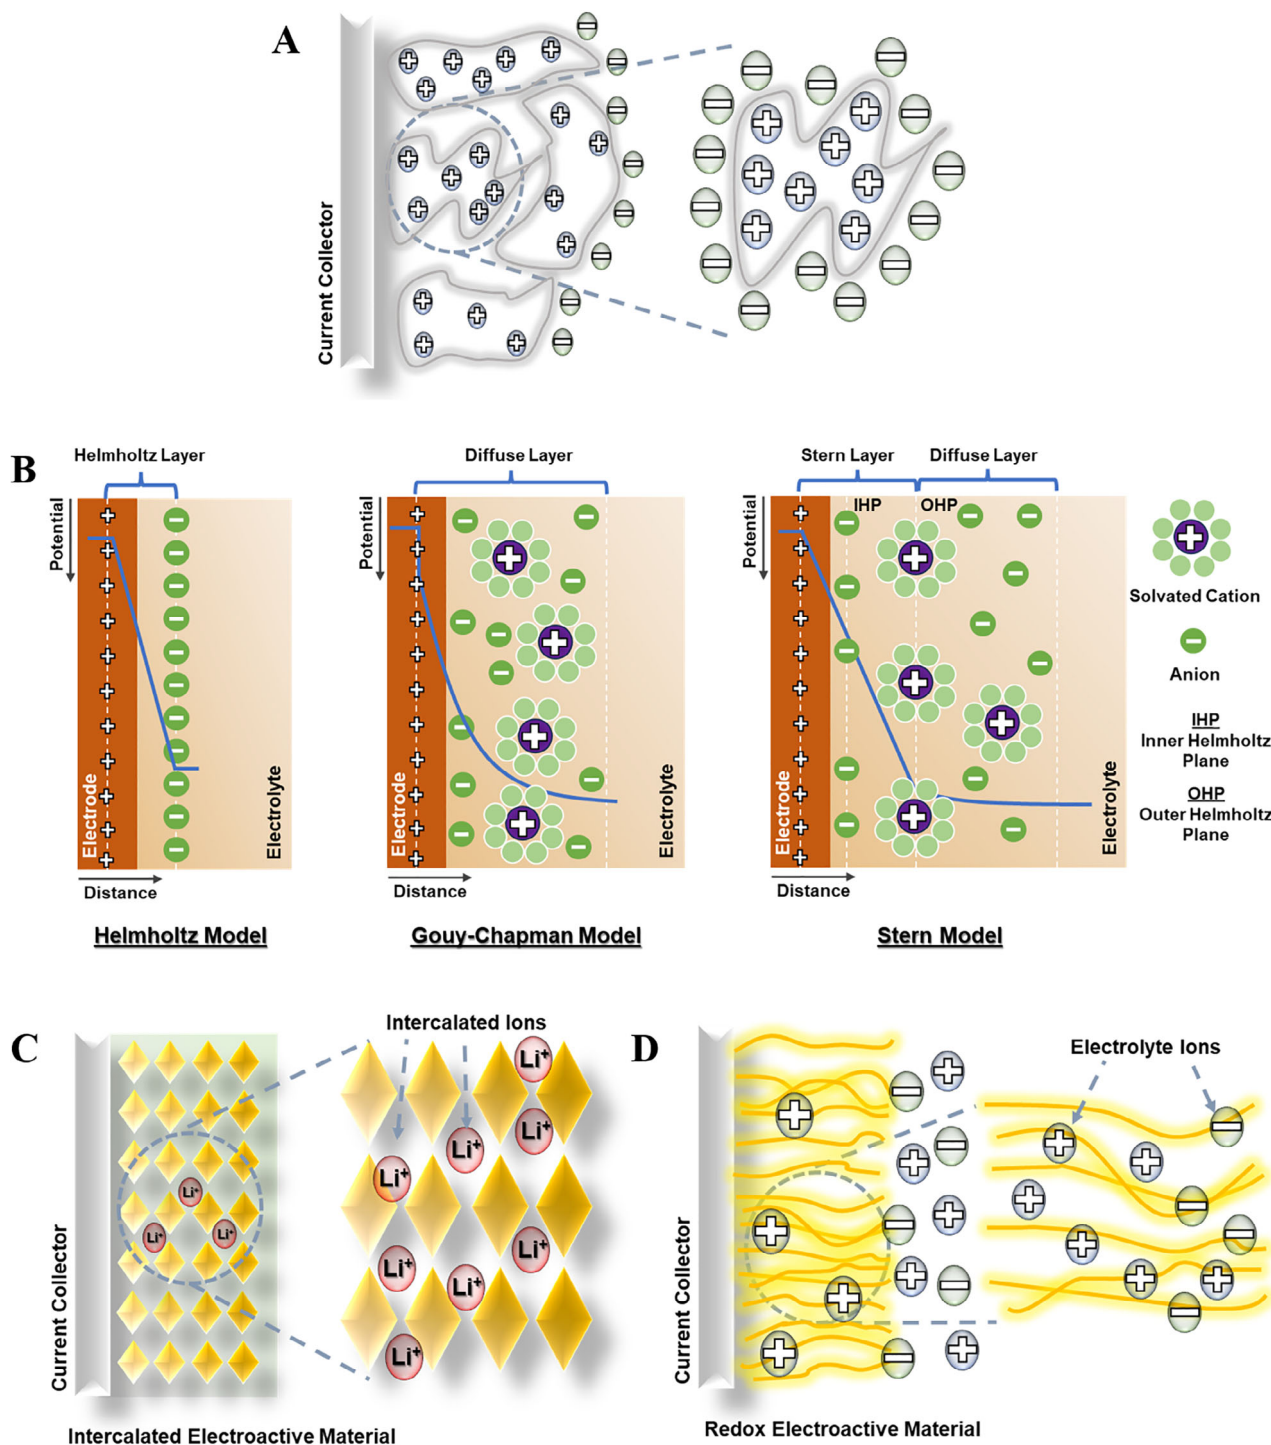 A
Current Collector
B
Helmholtz Layer
Potential
Electrode
Electrolyte
Distance
Helmholtz Model
Diffuse Layer
Potential
Electrode
Electrolyte
Distance
Gouy-Chapman Model
Stern Layer
Diffuse Layer
IHP
OHP
Potential
Electrode
Electrolyte
Distance
Stern Model
Solvated Cation
Anion
IHP
Inner Helmholtz
Plane
OHP
Outer Helmholtz
Plane
C
Current Collector
Li⁺
Li⁺
Li⁺
Intercalated Ions
Li⁺
Li⁺
Li⁺
Li⁺
Li⁺
Li⁺
Li⁺
Li⁺
Intercalated Electroactive Material
D
Current Collector
Electrolyte Ions
Redox Electroactive Material